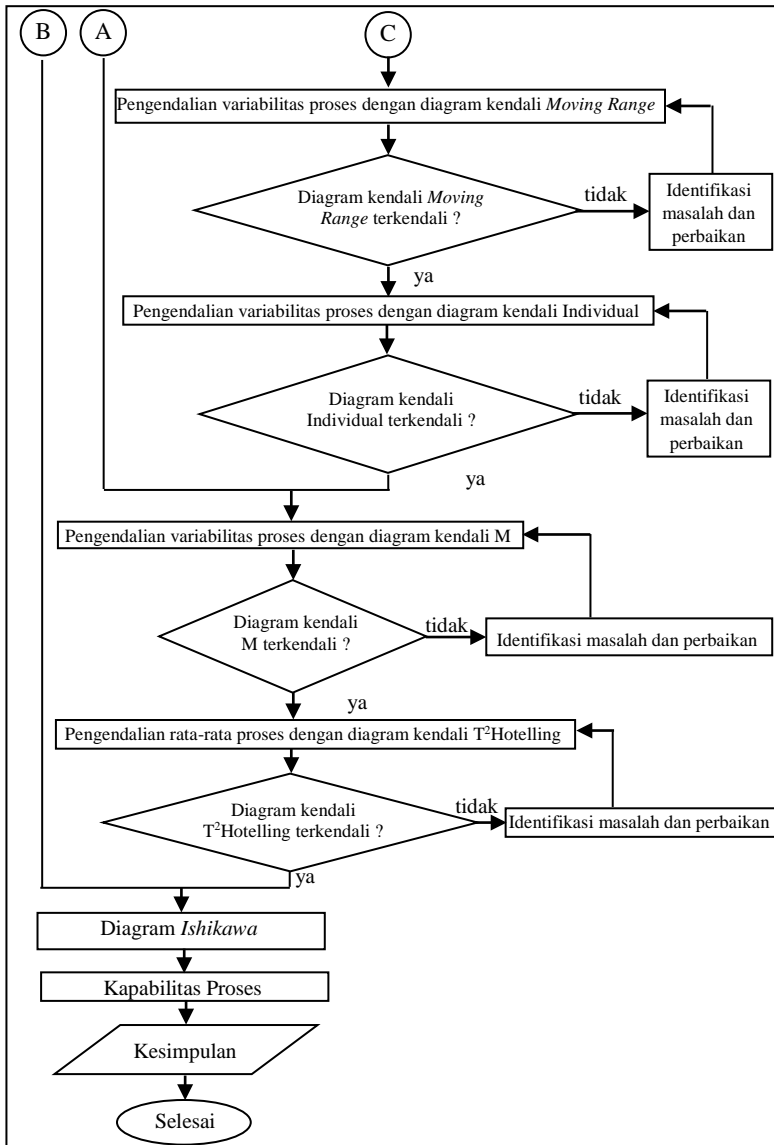 B
A
C
Pengendalian variabilitas proses dengan diagram kendali Moving Range
Diagram kendali Moving
Range terkendali ?
tidak
Identifikasi
masalah dan
perbaikan
ya
Pengendalian variabilitas proses dengan diagram kendali Individual
Diagram kendali
Individual terkendali ?
tidak
Identifikasi
masalah dan
perbaikan
ya
Pengendalian variabilitas proses dengan diagram kendali M
Diagram kendali
M terkendali ?
tidak
Identifikasi masalah dan perbaikan
ya
Pengendalian rata-rata proses dengan diagram kendali T²Hotelling
Diagram kendali
T²Hotelling terkendali ?
tidak
Identifikasi masalah dan perbaikan
ya
Diagram Ishikawa
Kapabilitas Proses
Kesimpulan
Selesai